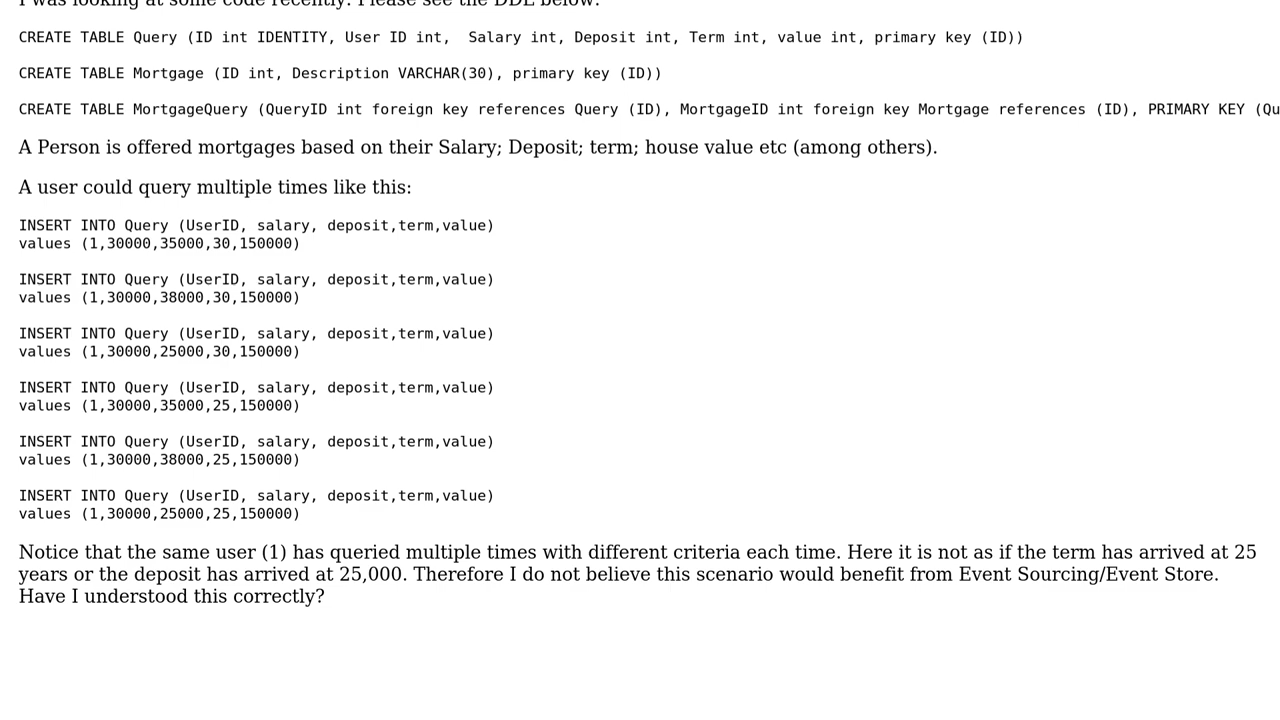 I was looking at some code recently. Please see the DDL below:
CREATE TABLE Query (ID int IDENTITY, User ID int,  Salary int, Deposit int, Term int, value int, primary key (ID))
CREATE TABLE Mortgage (ID int, Description VARCHAR(30), primary key (ID))
CREATE TABLE MortgageQuery (QueryID int foreign key references Query (ID), MortgageID int foreign key Mortgage references (ID), PRIMARY KEY (Qu
A Person is offered mortgages based on their Salary; Deposit; term; house value etc (among others).
A user could query multiple times like this:
INSERT INTO Query (UserID, salary, deposit,term,value)
values (1,30000,35000,30,150000)
INSERT INTO Query (UserID, salary, deposit,term,value)
values (1,30000,38000,30,150000)
INSERT INTO Query (UserID, salary, deposit,term,value)
values (1,30000,25000,30,150000)
INSERT INTO Query (UserID, salary, deposit,term,value)
values (1,30000,35000,25,150000)
INSERT INTO Query (UserID, salary, deposit,term,value)
values (1,30000,38000,25,150000)
INSERT INTO Query (UserID, salary, deposit,term,value)
values (1,30000,25000,25,150000)
Notice that the same user (1) has queried multiple times with different criteria each time. Here it is not as if the term has arrived at 25
years or the deposit has arrived at 25,000. Therefore I do not believe this scenario would benefit from Event Sourcing/Event Store.
Have I understood this correctly?